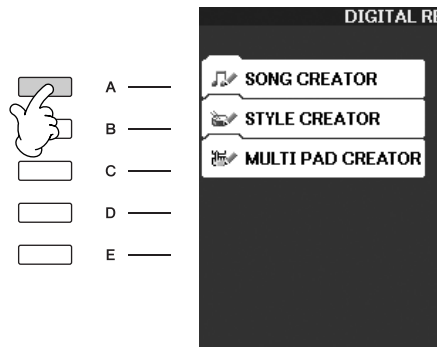 DIGITAL RE
A
SONG CREATOR
B
STYLE CREATOR
C
MULTI PAD CREATOR
D
E